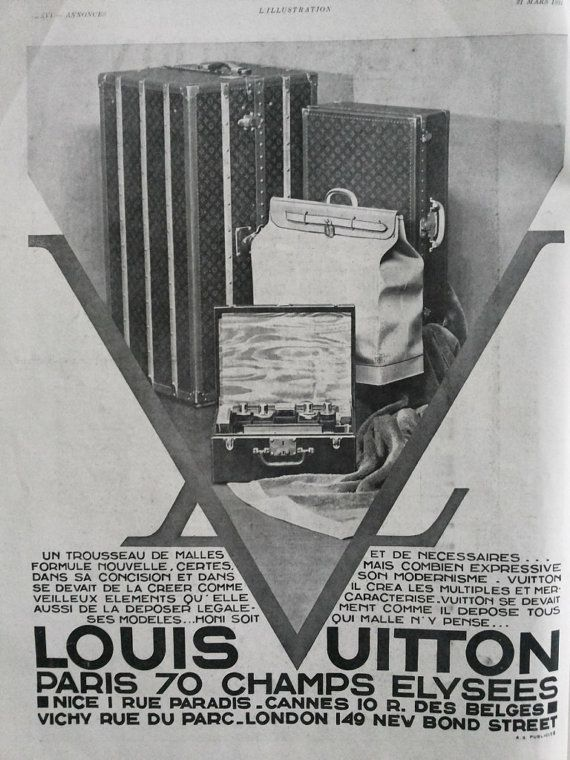 ANNONCES
L'ILLUSTRATION
21 MARS
UN TROUSSEAU DE MALLES
FORMULE NOUVELLE, CERTES,
DANS SA CONCISION ET DANS
SE DEVAIT DE LA CREER COMME
VEILLEUX ELEMENTS QU'ELLE
AUSSI DE LA DEPOSER LEGALE-
SES MODELES...HONI SOIT
ET DE NECESSAIRES...
MAIS COMBIEN EXPRESSIVE
SON MODERNISME - VUITTON
IL CREA LES MULTIPLES ET MER-
CARACTERISE. VUITTON SE DEVAIT
MENT COMME IL DEPOSE TOUS
QUI MALLE N'Y PENSE...
LOUIS VUITTON
PARIS 70 CHAMPS ELYSEES
NICE 1 RUE PARADIS - CANNES 10 R. DES BELGES
VICHY RUE DU PARC - LONDON 149 NEV BOND STREET
A.S. PUBLICITE